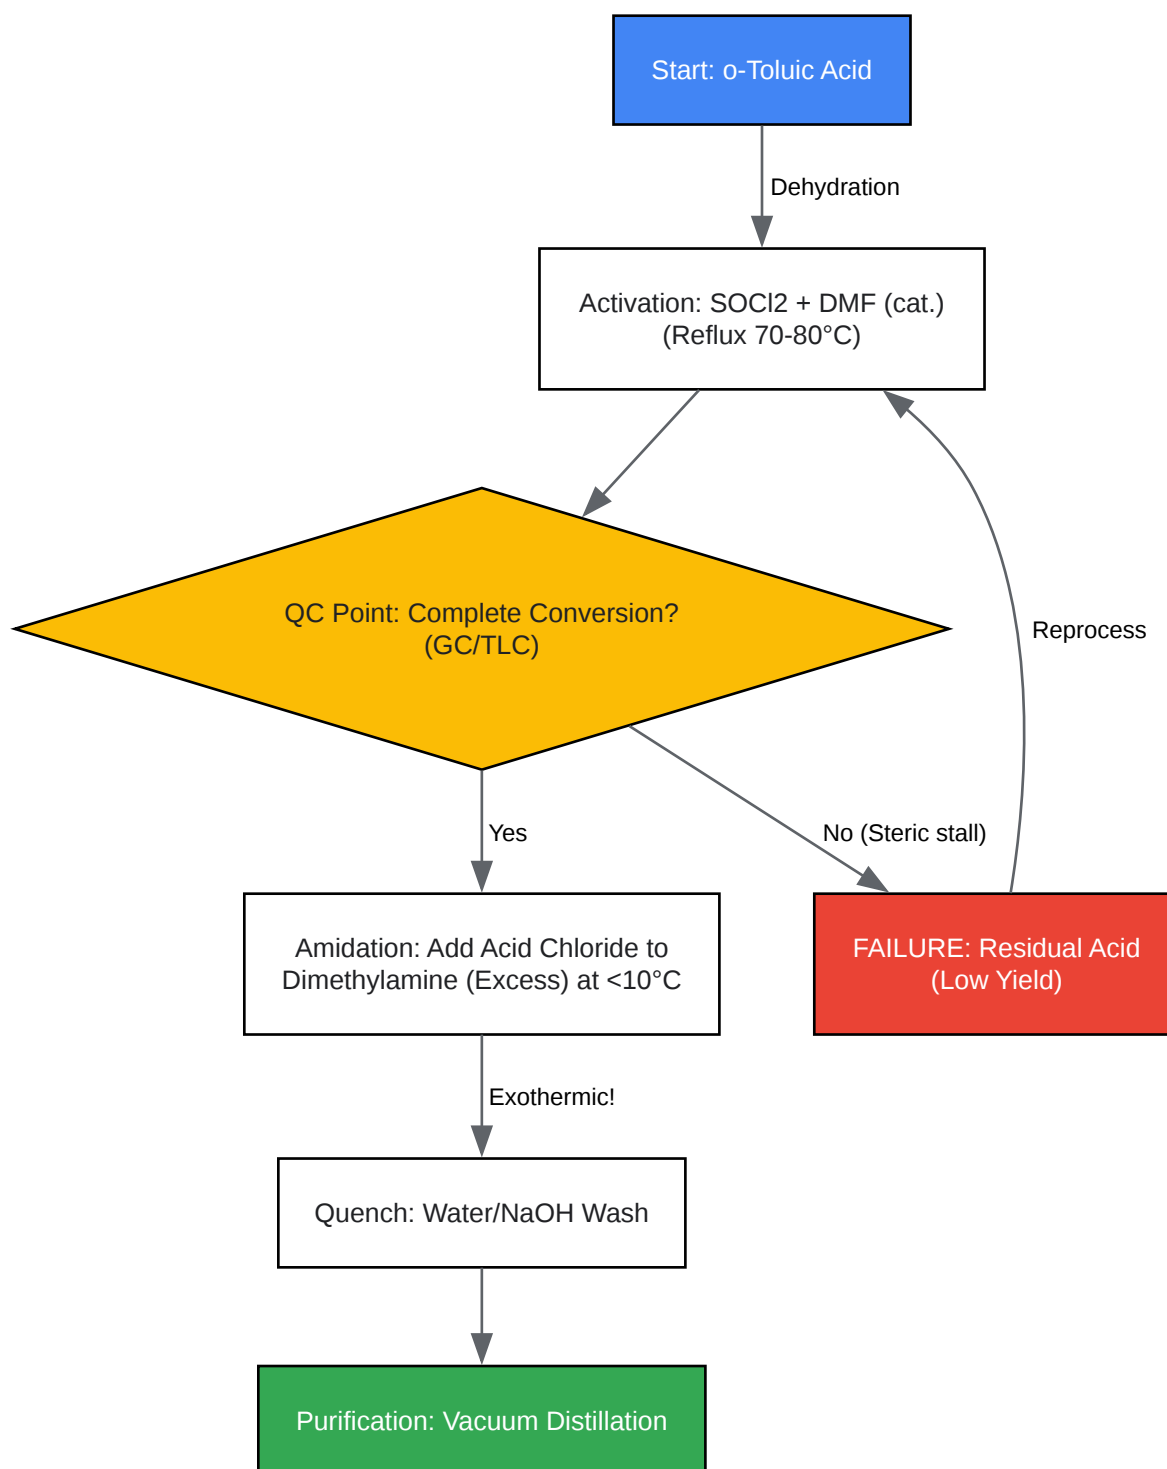 Start: o-Toluic Acid
Dehydration
Activation: SOCl2 + DMF (cat.)
(Reflux 70-80°C)
QC Point: Complete Conversion?
(GC/TLC)
Reprocess
Yes
No (Steric stall)
Amidation: Add Acid Chloride to
Dimethylamine (Excess) at <10°C
FAILURE: Residual Acid
(Low Yield)
Exothermic!
Quench: Water/NaOH Wash
Purification: Vacuum Distillation